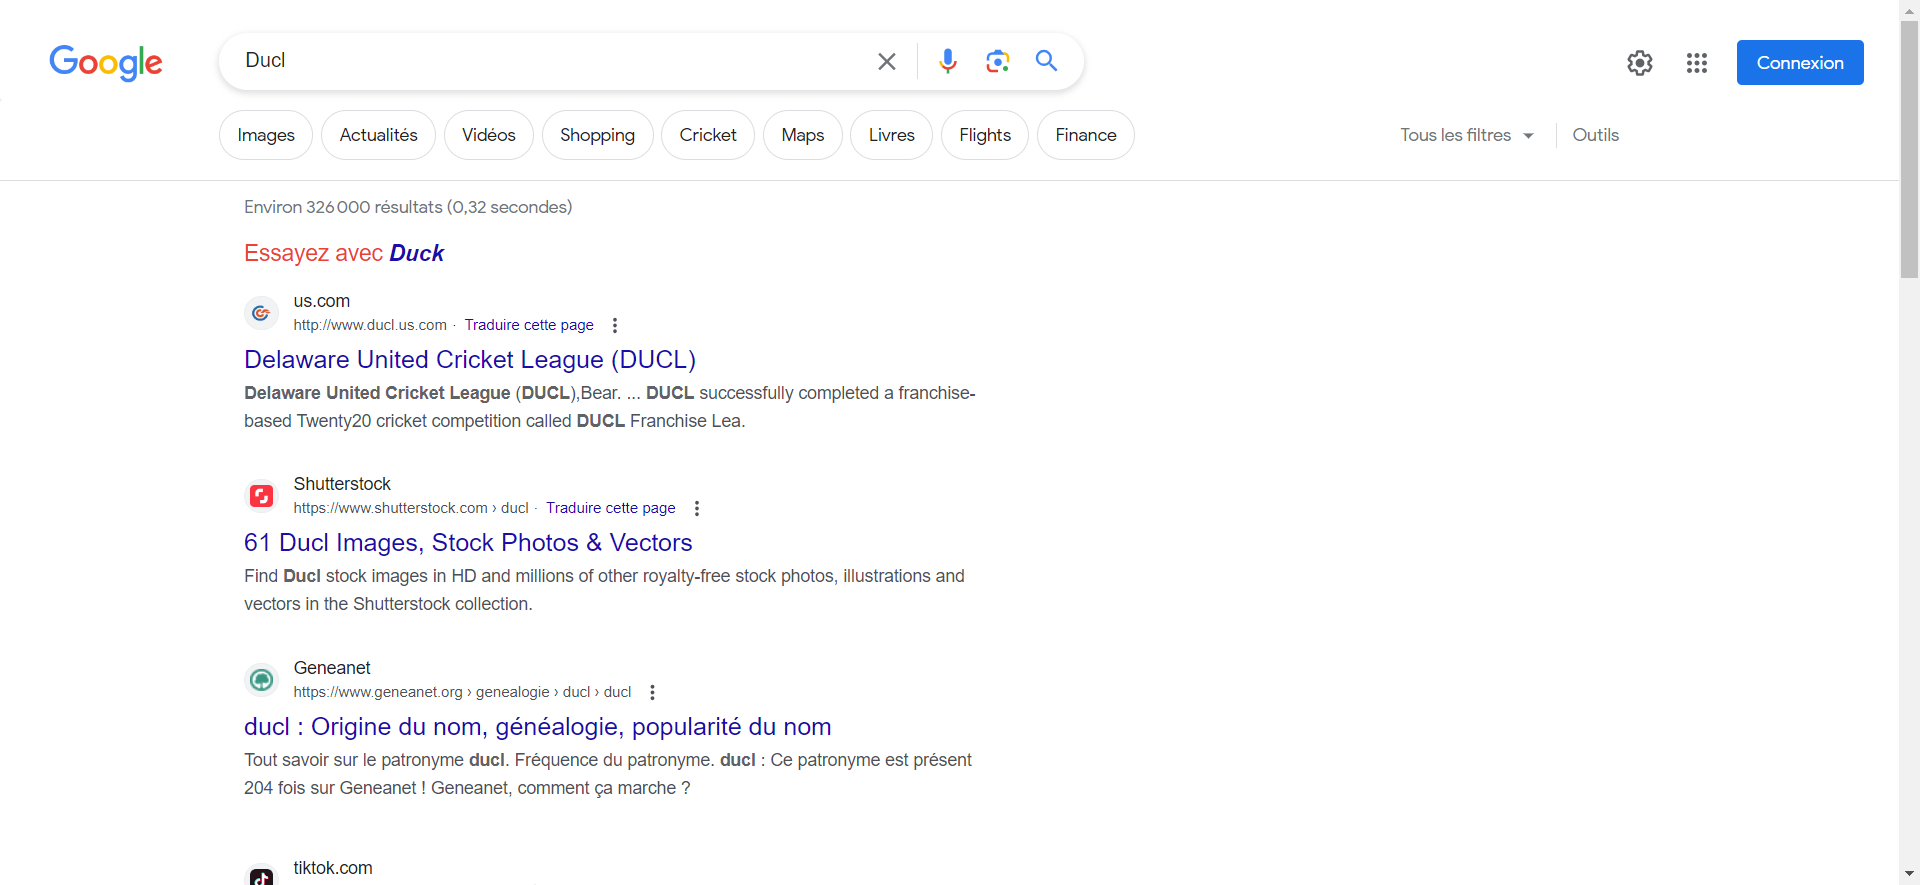 Google
Ducl
Connexion
Images
Actualités
Vidéos
Shopping
Cricket
Maps
Livres
Flights
Finance
Tous les filtres
Outils
Environ 326 000 résultats (0,32 secondes)
Essayez avec Duck
us.com
http://www.ducl.us.com · Traduire cette page
Delaware United Cricket League (DUCL)
Delaware United Cricket League (DUCL),Bear. ... DUCL successfully completed a franchise-
based Twenty20 cricket competition called DUCL Franchise Lea.
Shutterstock
https://www.shutterstock.com › ducl · Traduire cette page
61 Ducl Images, Stock Photos & Vectors
Find Ducl stock images in HD and millions of other royalty-free stock photos, illustrations and
vectors in the Shutterstock collection.
Geneanet
https://www.geneanet.org › genealogie › ducl › ducl
ducl : Origine du nom, généalogie, popularité du nom
Tout savoir sur le patronyme ducl. Fréquence du patronyme. ducl : Ce patronyme est présent
204 fois sur Geneanet ! Geneanet, comment ça marche ?
tiktok.com